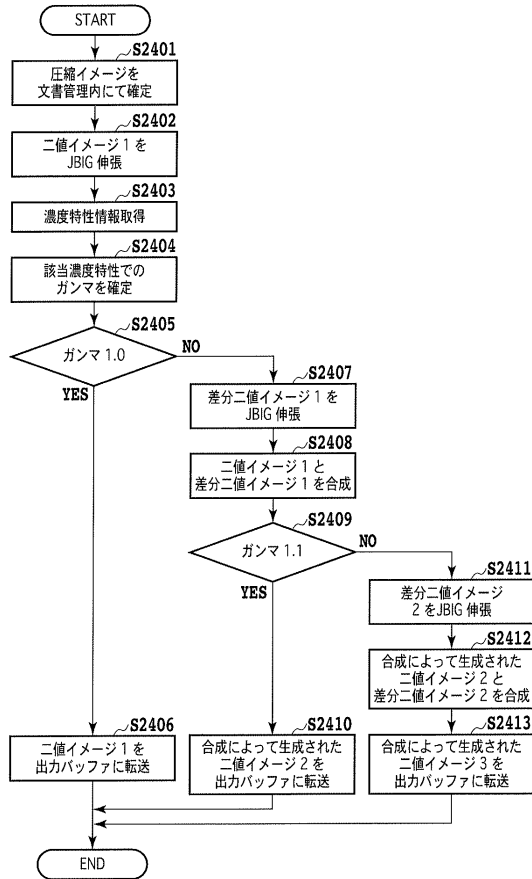 START
S2401
圧縮イメージを
文書管理内にて確定
S2402
二値イメージ 1 を
JBIG 伸張
S2403
濃度特性情報取得
S2404
該当濃度特性での
ガンマを確定
S2405
ガンマ 1.0
NO
YES
S2407
差分二値イメージ 1 を
JBIG 伸張
S2408
二値イメージ 1 と
差分二値イメージ 1 を合成
S2409
ガンマ 1.1
NO
YES
S2411
差分二値イメージ
2 をJBIG 伸張
S2412
合成によって生成された
二値イメージ 2 と
差分二値イメージ 2 を合成
S2406
二値イメージ 1 を
出力バッファに転送
S2410
合成によって生成された
二値イメージ 2 を
出力バッファに転送
S2413
合成によって生成された
二値イメージ 3 を
出力バッファに転送
END